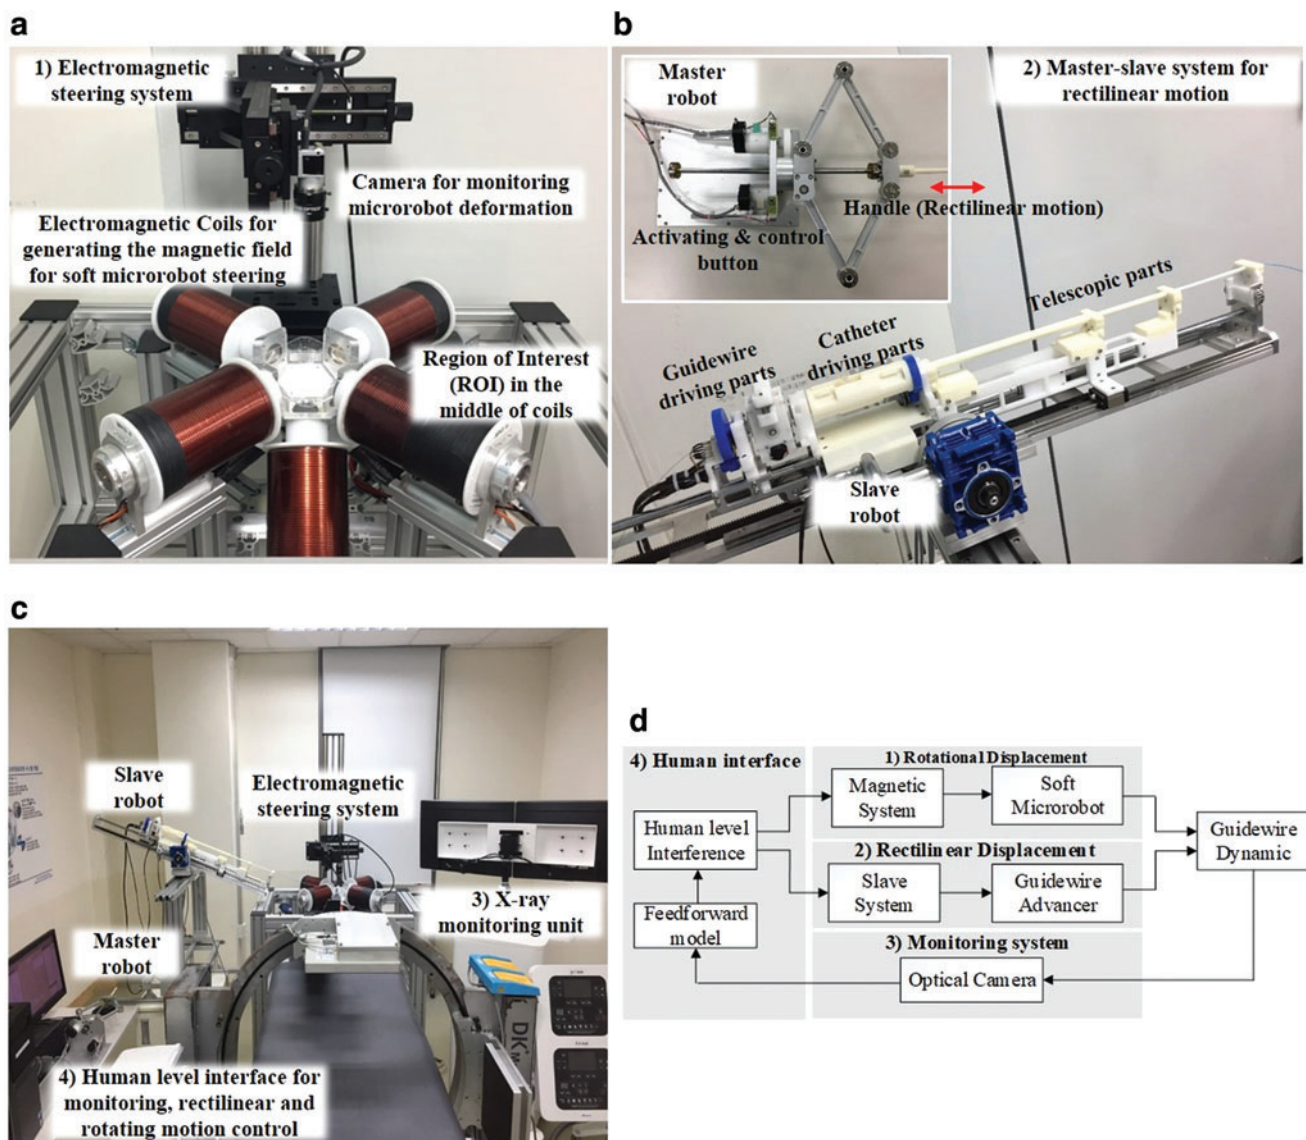 a
1) Electromagnetic
steering system
Camera for monitoring
microrobot deformation
Electromagnetic Coils for
generating the magnetic field
for soft microrobot steering
Region of Interest
(ROI) in the
middle of coils
b
Master
robot
2) Master-slave system for
rectilinear motion
Handle (Rectilinear motion)
Activating & control
button
Telescopic parts
Catheter
driving parts
Guidewire
driving parts
Slave
robot
c
Slave
robot
Electromagnetic
steering system
3) X-ray
monitoring unit
Master
robot
DK
4) Human level interface for
monitoring, rectilinear and
rotating motion control
d
4) Human interface
1) Rotational Displacement
Magnetic
System
Soft
Microrobot
Human level
Interference
Guidewire
Dynamic
2) Rectilinear Displacement
Slave
System
Guidewire
Advancer
Feedforward
model
3) Monitoring system
Optical Camera